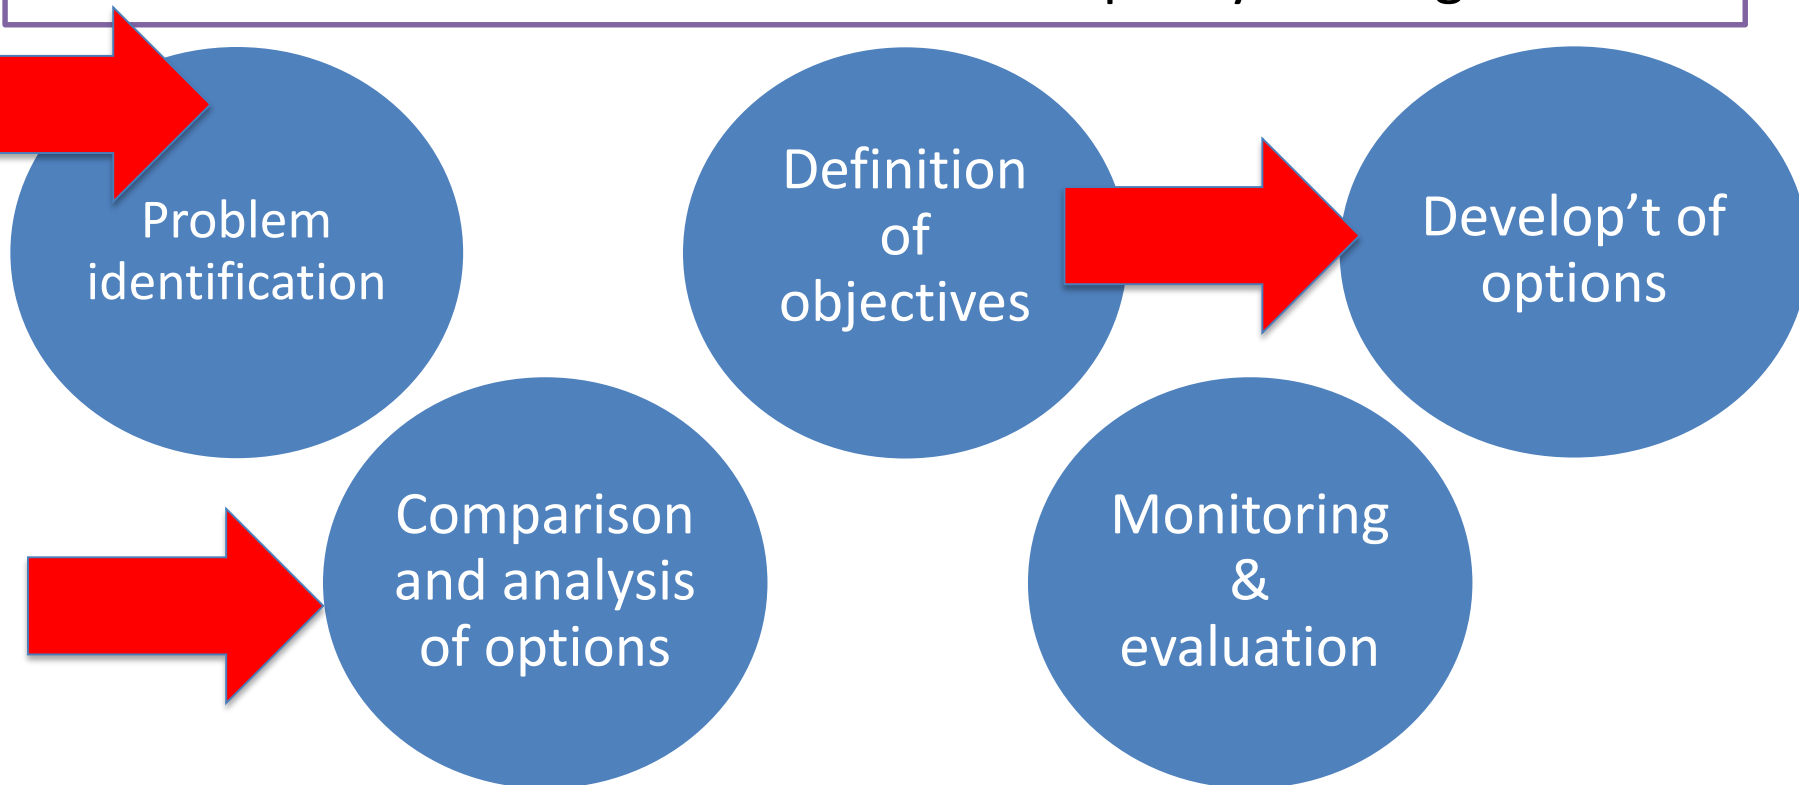 Problem
identification
Definition
of
objectives
Develop’t of
options
Comparison
and analysis
of options
Monitoring
&
evaluation